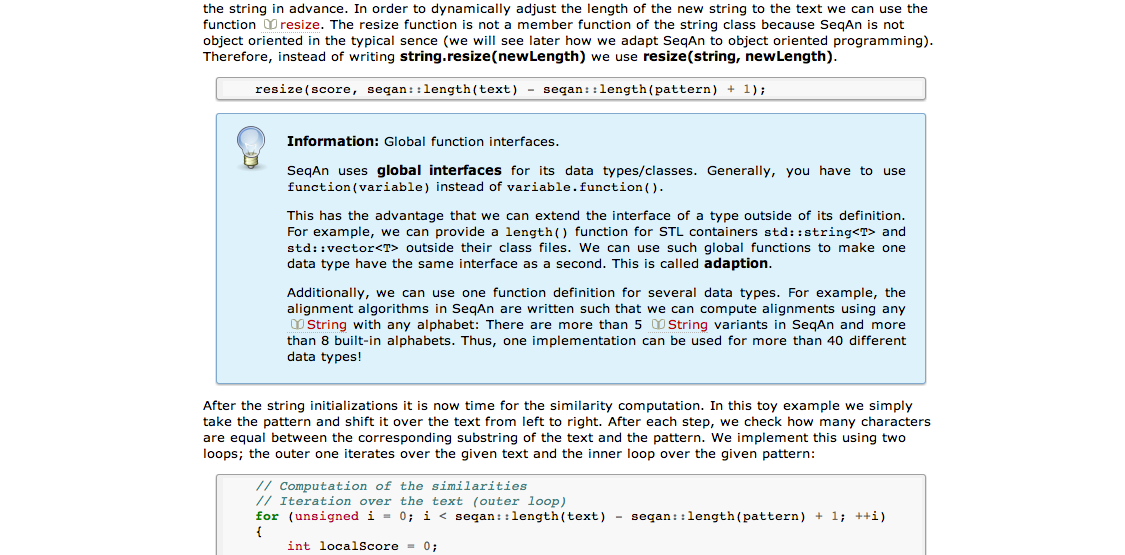 the string in advance. In order to dynamically adjust the length of the new string to the text we can use the
function resize. The resize function is not a member function of the string class because SeqAn is not
object oriented in the typical sence (we will see later how we adapt SeqAn to object oriented programming).
Therefore, instead of writing string.resize(newLength) we use resize(string, newLength).
resize(score, seqan::length(text) - seqan::length(pattern) + 1);
Information: Global function interfaces.
SeqAn uses global interfaces for its data types/classes. Generally, you have to use
function(variable) instead of variable.function().
This has the advantage that we can extend the interface of a type outside of its definition.
For example, we can provide a length() function for STL containers std::string<T> and
std::vector<T> outside their class files. We can use such global functions to make one
data type have the same interface as a second. This is called adaption.
Additionally, we can use one function definition for several data types. For example, the
alignment algorithms in SeqAn are written such that we can compute alignments using any
String with any alphabet: There are more than 5 String variants in SeqAn and more
than 8 built-in alphabets. Thus, one implementation can be used for more than 40 different
data types!
After the string initializations it is now time for the similarity computation. In this toy example we simply
take the pattern and shift it over the text from left to right. After each step, we check how many characters
are equal between the corresponding substring of the text and the pattern. We implement this using two
loops; the outer one iterates over the given text and the inner loop over the given pattern:
// Computation of the similarities
// Iteration over the text (outer loop)
for (unsigned i = 0; i < seqan::length(text) - seqan::length(pattern) + 1; ++i)
{
int localScore = 0;